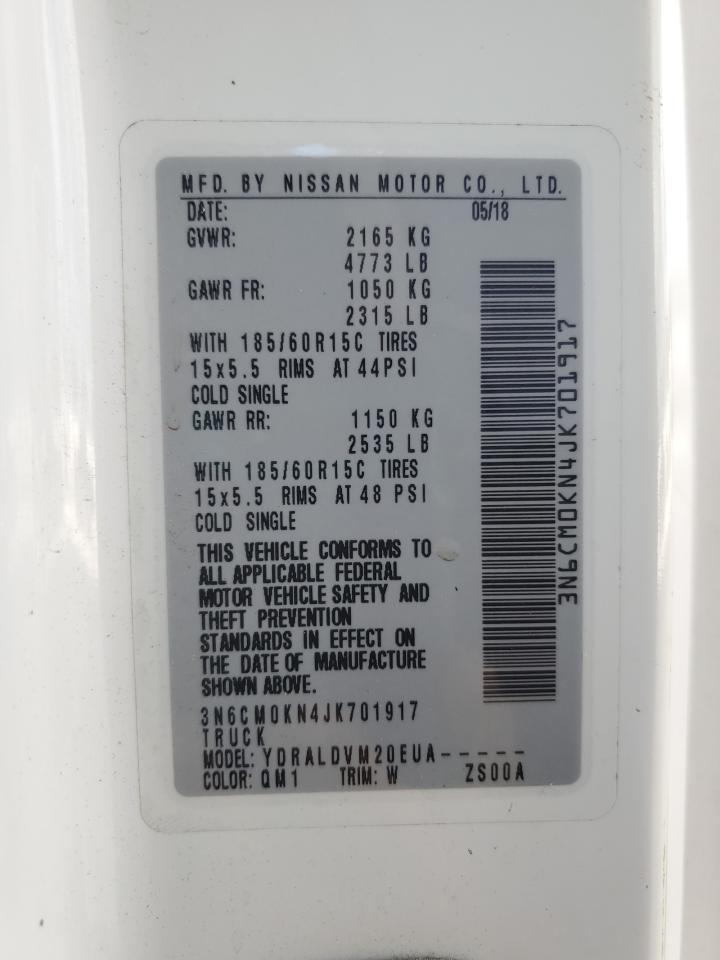 MFD. BY NISSAN MOTOR CO., LTD.
DATE: 05/18
GVWR: 2165 KG
4773 LB
GAWR FR: 1050 KG
2315 LB
WITH 185/60R15C TIRES
15x5.5 RIMS AT 44PSI
COLD SINGLE
GAWR RR: 1150 KG
2535 LB
WITH 185/60R15C TIRES
15x5.5 RIMS AT 48 PSI
COLD SINGLE
THIS VEHICLE CONFORMS TO
ALL APPLICABLE FEDERAL
MOTOR VEHICLE SAFETY AND
THEFT PREVENTION
STANDARDS IN EFFECT ON
THE DATE OF MANUFACTURE
SHOWN ABOVE.
3N6CM0KN4JK701917
TRUCK
MODEL: YDRALDVM20EUA-----
COLOR: QM1 TRIM: W ZS00A
3N6CM0KN4JK701917